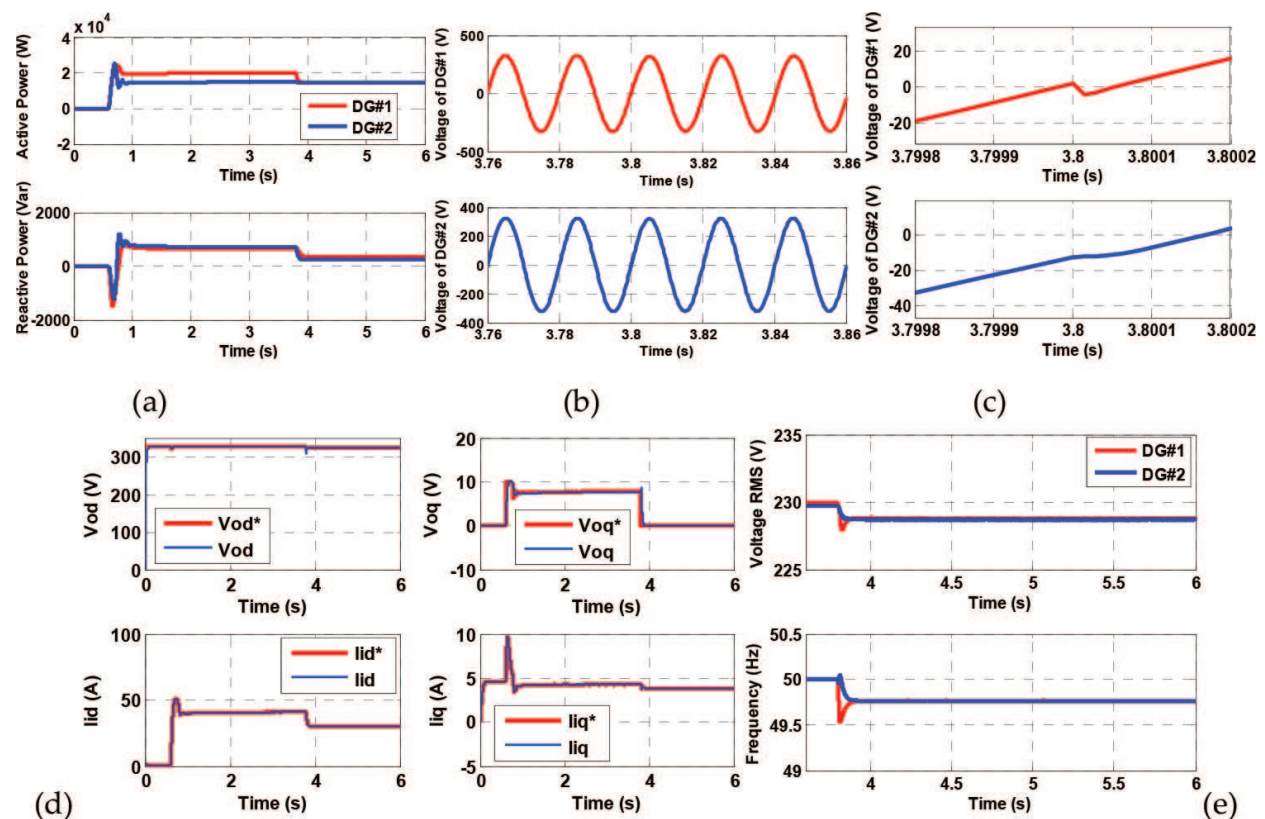 x 10^4
Active Power (W)
4
2
0
-2
DG#1
DG#2
0 1 2 3 4 5 6
Time (s)
Reactive Power (Var)
2000
0
-2000
0 1 2 3 4 5 6
Time (s)
(a)
Voltage of DG#1 (V)
500
0
-500
3.76 3.78 3.8 3.82 3.84 3.86
Time (s)
Voltage of DG#2 (V)
400
200
0
-200
-400
3.76 3.78 3.8 3.82 3.84 3.86
Time (s)
(b)
Voltage of DG#1 (V)
20
0
-20
3.7998 3.7999 3.8 3.8001 3.8002
Time (s)
Voltage of DG#2 (V)
0
-20
-40
3.7998 3.7999 3.8 3.8001 3.8002
Time (s)
(c)
Vod (V)
300
200
100
0
Vod*
Vod
0 2 4 6
Time (s)
Iid (A)
100
50
0
Iid*
Iid
0 2 4 6
Time (s)
(d)
Voq (V)
20
10
0
-10
Voq*
Voq
0 2 4 6
Time (s)
Iiq (A)
10
5
0
-5
Iiq*
Iiq
0 2 4 6
Time (s)
Voltage RMS (V)
235
230
225
DG#1
DG#2
4 4.5 5 5.5 6
Time (s)
Frequency (Hz)
50.5
50
49.5
49
4 4.5 5 5.5 6
Time (s)
(e)